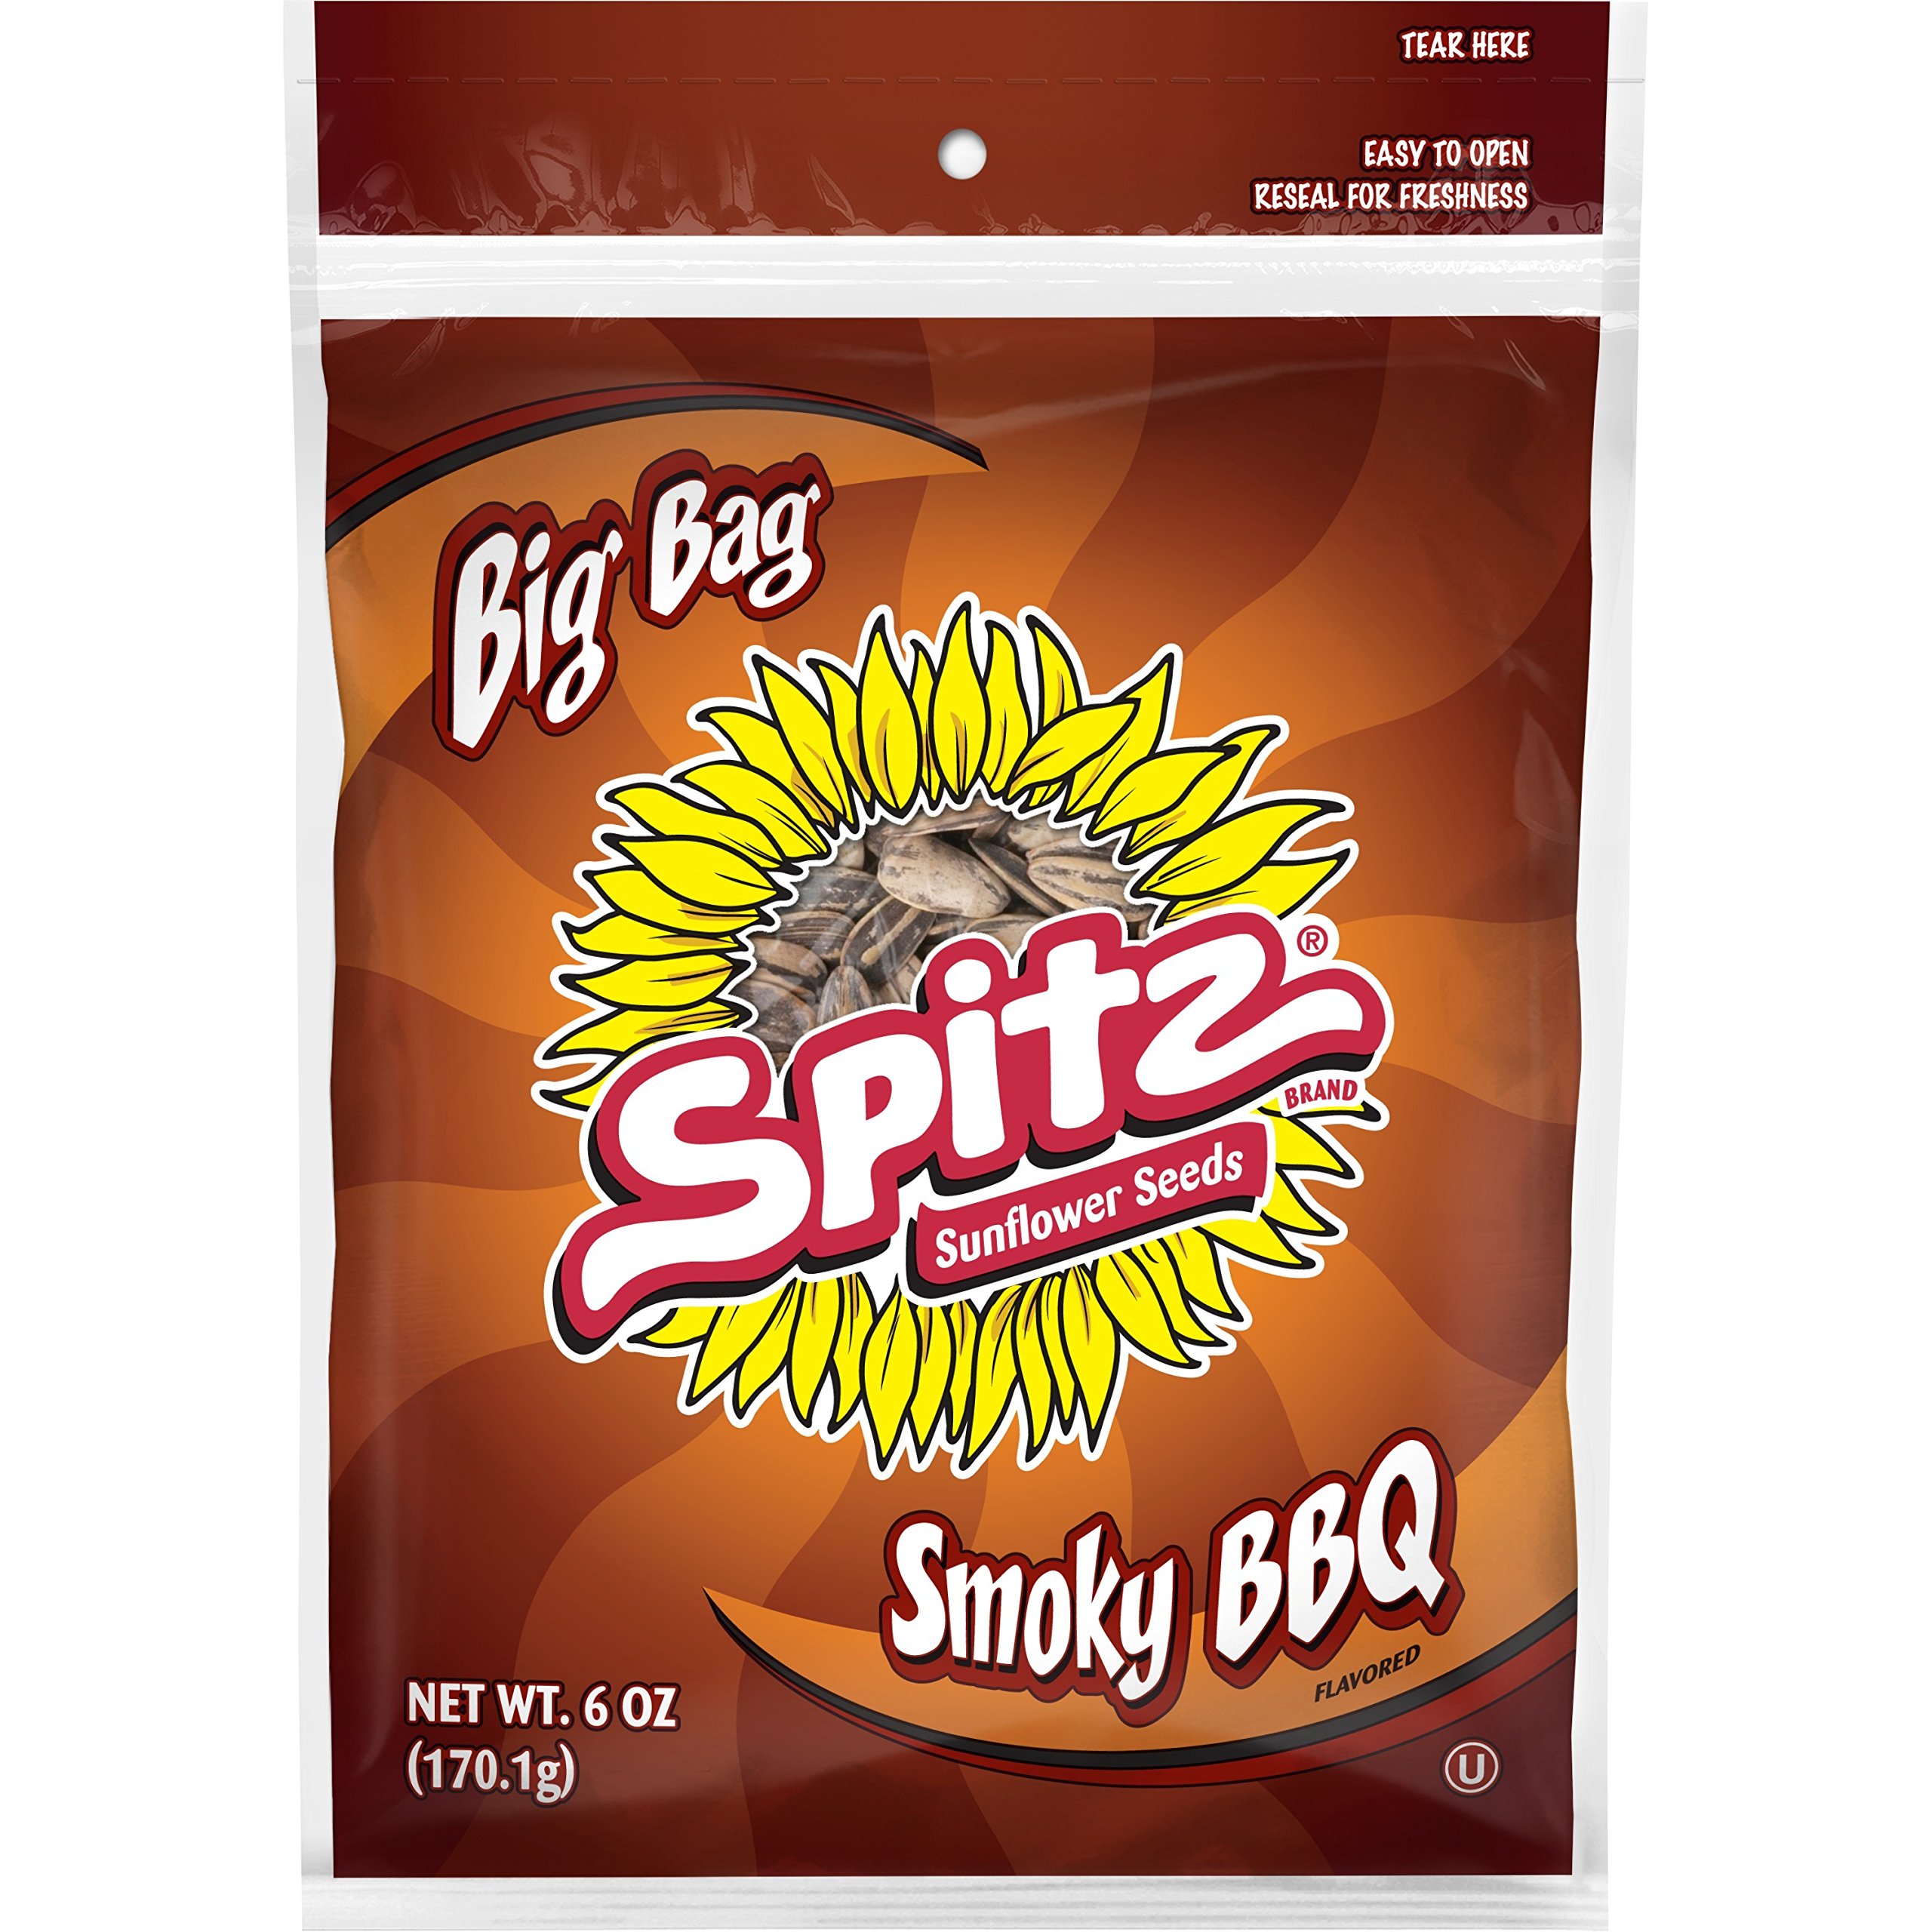 TEAR HERE
EASY TO OPEN
RESEAL FOR FRESHNESS
Big Bag
Spitz®
BRAND
Sunflower Seeds
Smoky BBQ
FLAVORED
NET WT. 6 OZ
(170.1g)
U